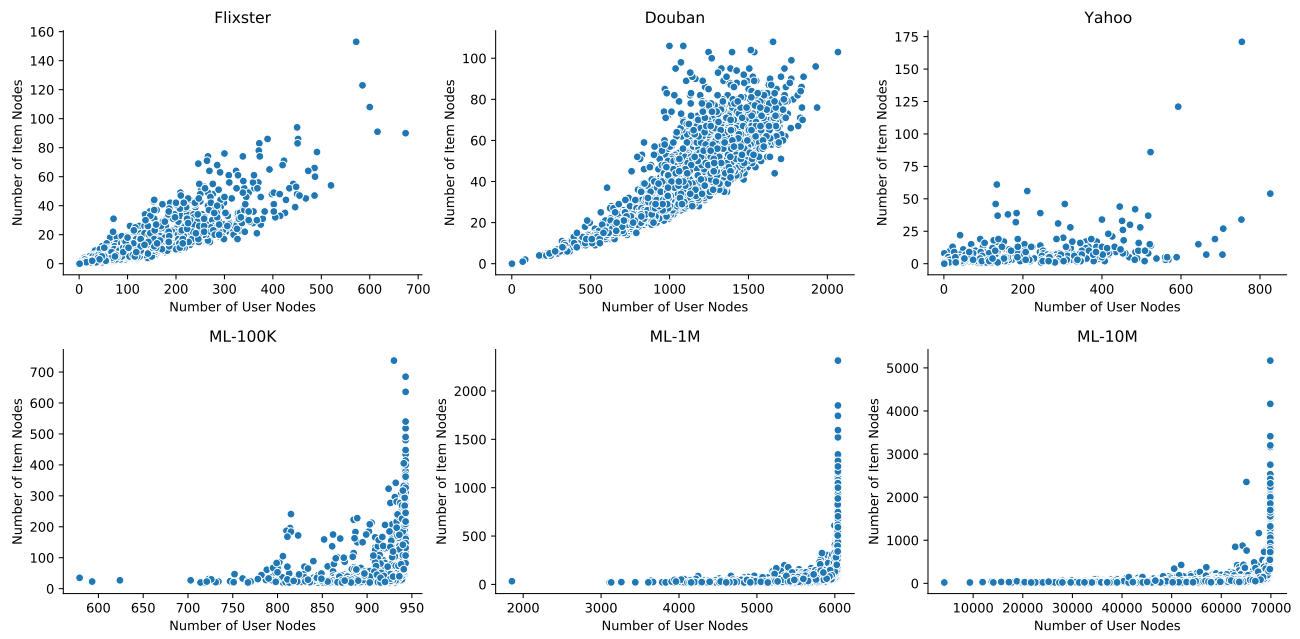 Flixster
Number of Item Nodes
160
140
120
100
80
60
40
20
0
0 100 200 300 400 500 600 700
Number of User Nodes
Douban
Number of Item Nodes
100
80
60
40
20
0
0 500 1000 1500 2000
Number of User Nodes
Yahoo
Number of Item Nodes
175
150
125
100
75
50
25
0
0 200 400 600 800
Number of User Nodes
ML-100K
Number of Item Nodes
700
600
500
400
300
200
100
0
600 650 700 750 800 850 900 950
Number of User Nodes
ML-1M
Number of Item Nodes
2000
1500
1000
500
0
2000 3000 4000 5000 6000
Number of User Nodes
ML-10M
Number of Item Nodes
5000
4000
3000
2000
1000
0
10000 20000 30000 40000 50000 60000 70000
Number of User Nodes